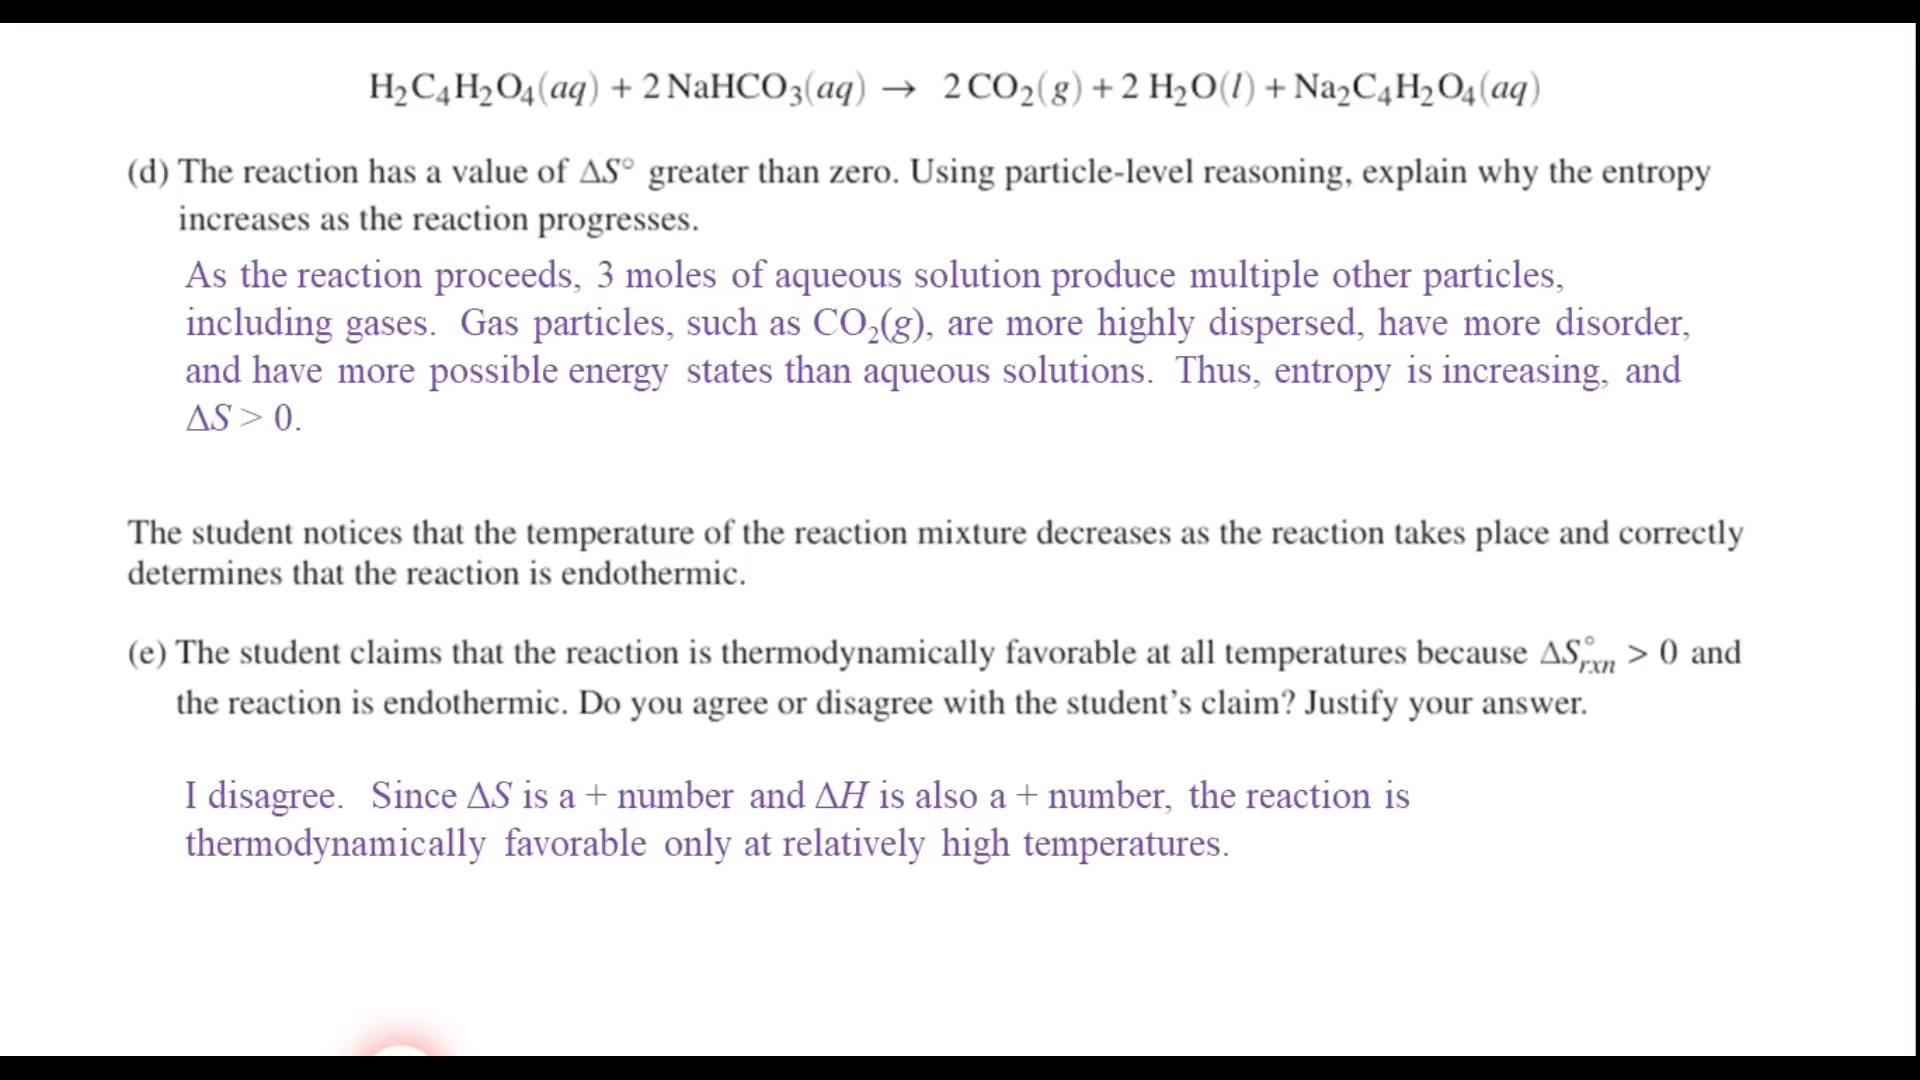 H₂C₄H₂O₄(aq) + 2 NaHCO₃(aq) → 2 CO₂(g) + 2 H₂O(l) + Na₂C₄H₂O₄(aq)
(d) The reaction has a value of ΔS° greater than zero. Using particle-level reasoning, explain why the entropy
increases as the reaction progresses.
As the reaction proceeds, 3 moles of aqueous solution produce multiple other particles,
including gases. Gas particles, such as CO₂(g), are more highly dispersed, have more disorder,
and have more possible energy states than aqueous solutions. Thus, entropy is increasing, and
ΔS > 0.
The student notices that the temperature of the reaction mixture decreases as the reaction takes place and correctly
determines that the reaction is endothermic.
(e) The student claims that the reaction is thermodynamically favorable at all temperatures because ΔS°rxn > 0 and
the reaction is endothermic. Do you agree or disagree with the student’s claim? Justify your answer.
I disagree. Since ΔS is a + number and ΔH is also a + number, the reaction is
thermodynamically favorable only at relatively high temperatures.